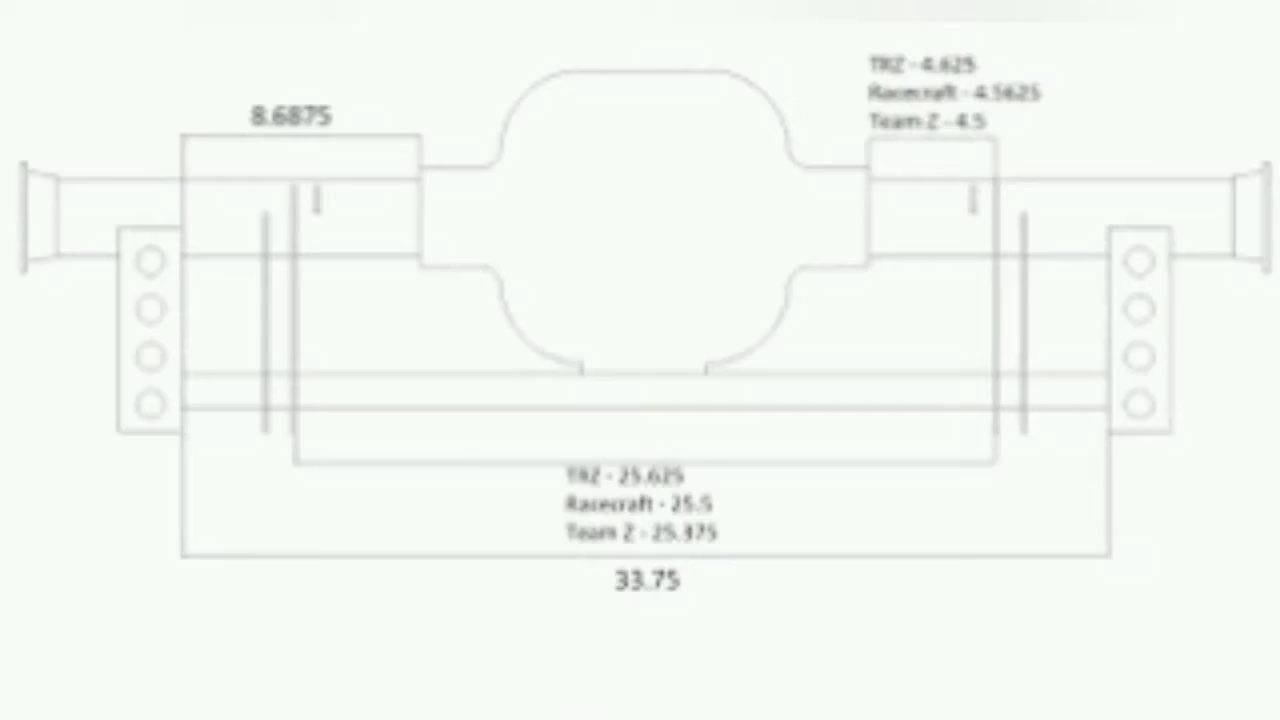 TRZ - 4.625
Racecraft - 4.5625
Team Z - 4.5
8.6875
TRZ - 25.625
Racecraft - 25.5
Team Z - 25.375
33.75